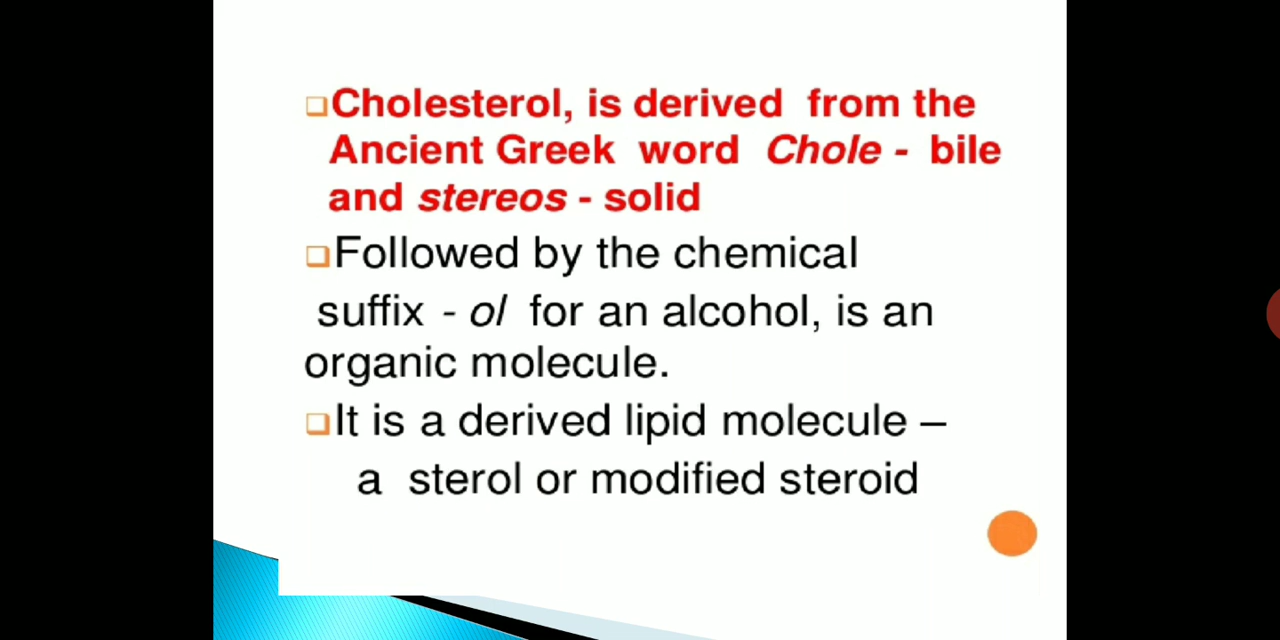 ❑Cholesterol, is derived from the
Ancient Greek word Chole - bile
and stereos - solid
❑Followed by the chemical
suffix - ol for an alcohol, is an
organic molecule.
❑It is a derived lipid molecule –
a sterol or modified steroid